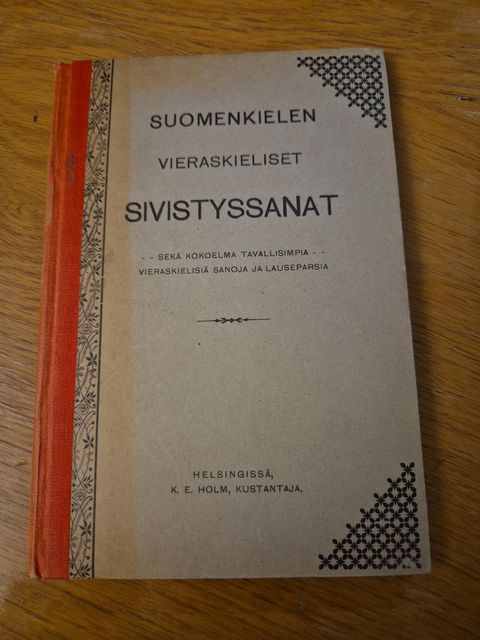 SUOMENKIELEN
VIERASKIELISET
SIVISTYSSANAT
- - SEKÄ KOKOELMA TAVALLISIMPIA - -
VIERASKIELISIÄ SANOJA JA LAUSEPARSIA
HELSINGISSÄ,
K. E. HOLM, KUSTANTAJA.